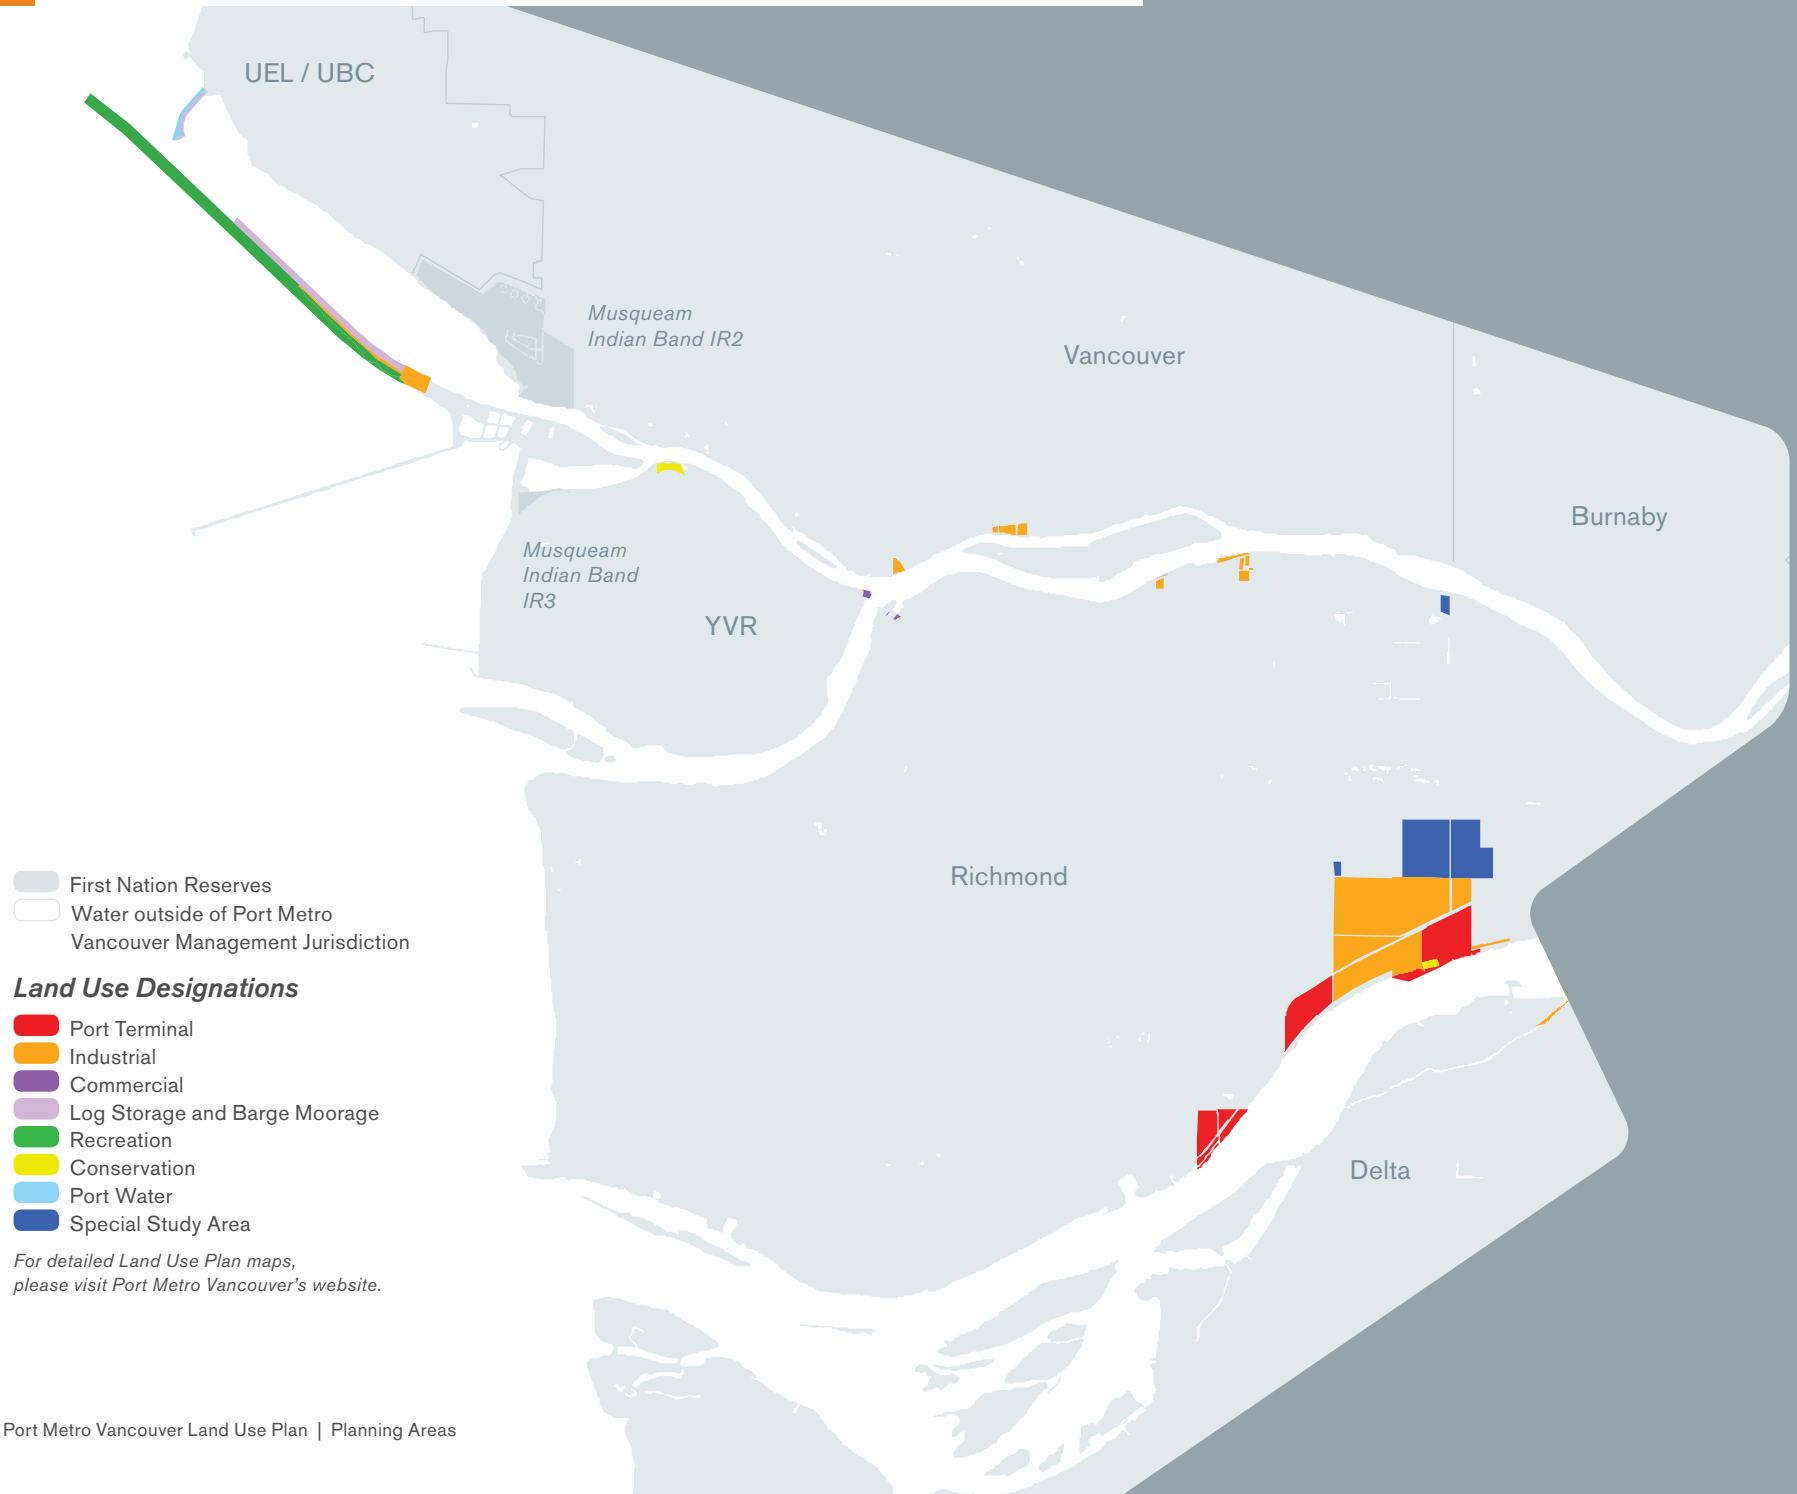 UEL / UBC
Musqueam
Indian Band IR2
Vancouver
Burnaby
Musqueam
Indian Band
IR3
YVR
Richmond
Delta
First Nation Reserves
Water outside of Port Metro
Vancouver Management Jurisdiction
Land Use Designations
Port Terminal
Industrial
Commercial
Log Storage and Barge Moorage
Recreation
Conservation
Port Water
Special Study Area
For detailed Land Use Plan maps,
please visit Port Metro Vancouver's website.
Port Metro Vancouver Land Use Plan | Planning Areas